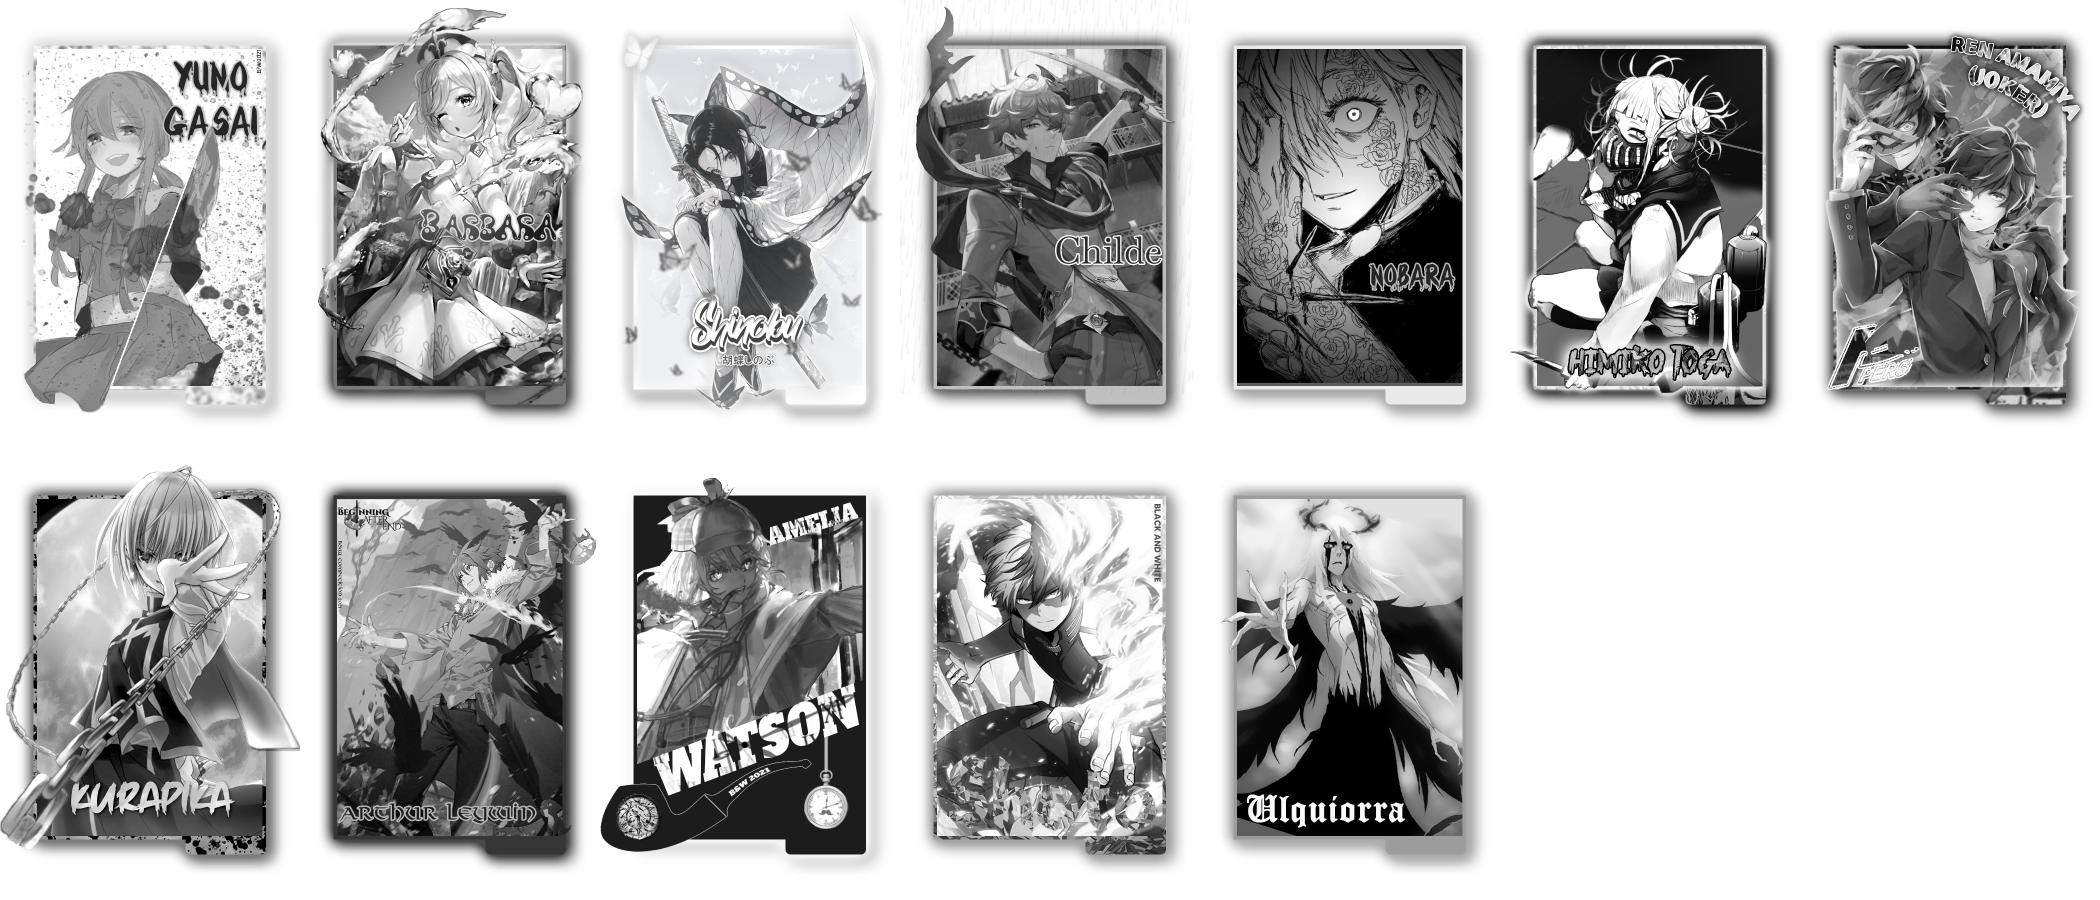 YUNO
GASAI
BARBARA
Shinobu
胡蝶しのぶ
Childe
NOBARA
HIMIKO TOGA
REN AMAMIYA
(JOKER)
KURAPIKA
BEGINNING
AFTER
END
Arthur Leywin
AMELIA
WATSON
B&W 2021
BLACK AND WHITE
Ulquiorra